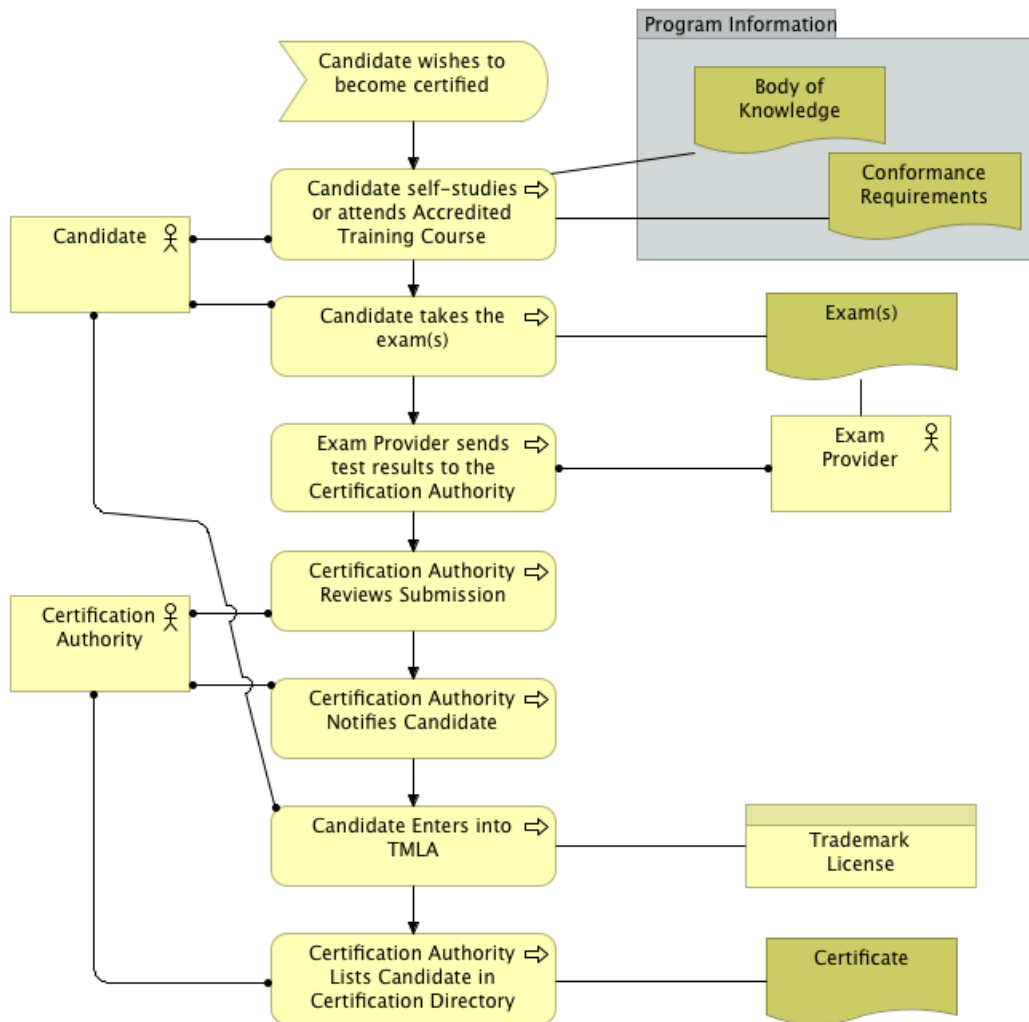 Program Information
Candidate wishes to
become certified
Body of
Knowledge
Candidate self-studies
or attends Accredited
Training Course
Conformance
Requirements
Candidate
Candidate takes the
exam(s)
Exam(s)
Exam Provider sends
test results to the
Certification Authority
Exam
Provider
Certification Authority
Reviews Submission
Certification
Authority
Certification Authority
Notifies Candidate
Candidate Enters into
TMLA
Trademark
License
Certification Authority
Lists Candidate in
Certification Directory
Certificate